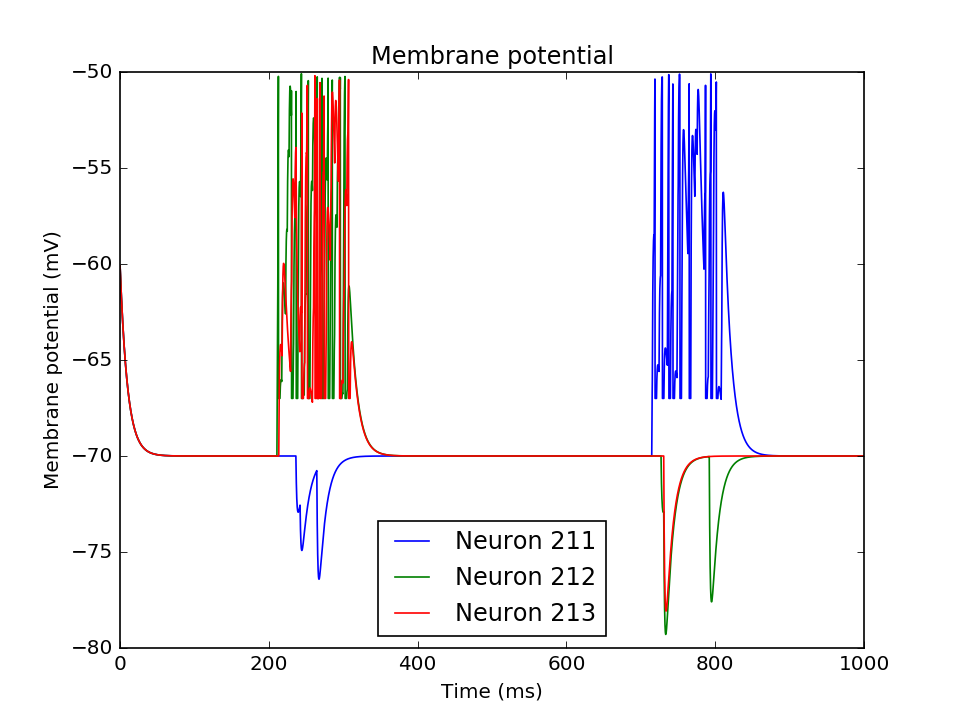 Membrane potential
Membrane potential (mV)
−50
−55
−60
−65
−70
−75
−80
Neuron 211
Neuron 212
Neuron 213
0 200 400 600 800 1000
Time (ms)